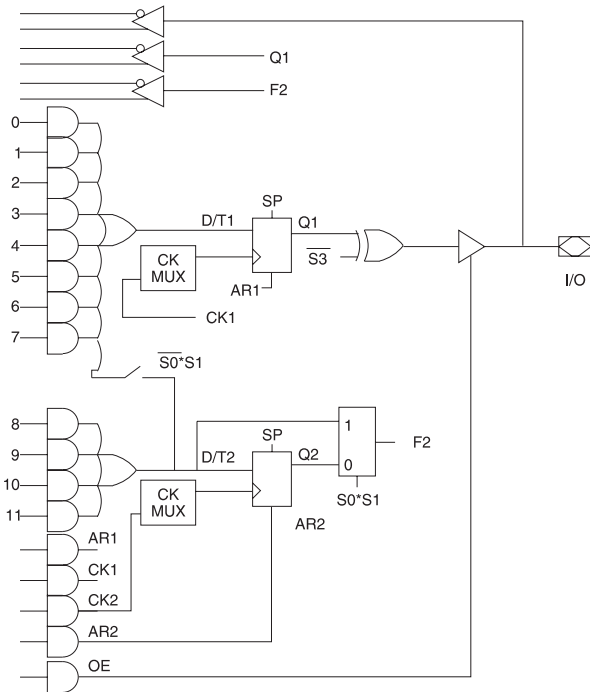 Q1
F2
0
1
2
3
4
5
6
7
D/T1
SP
Q1
S3
CK
MUX
AR1
CK1
I/O
S0*S1
8
9
10
11
D/T2
SP
Q2
1
0
F2
S0*S1
CK
MUX
AR2
AR1
CK1
CK2
AR2
OE